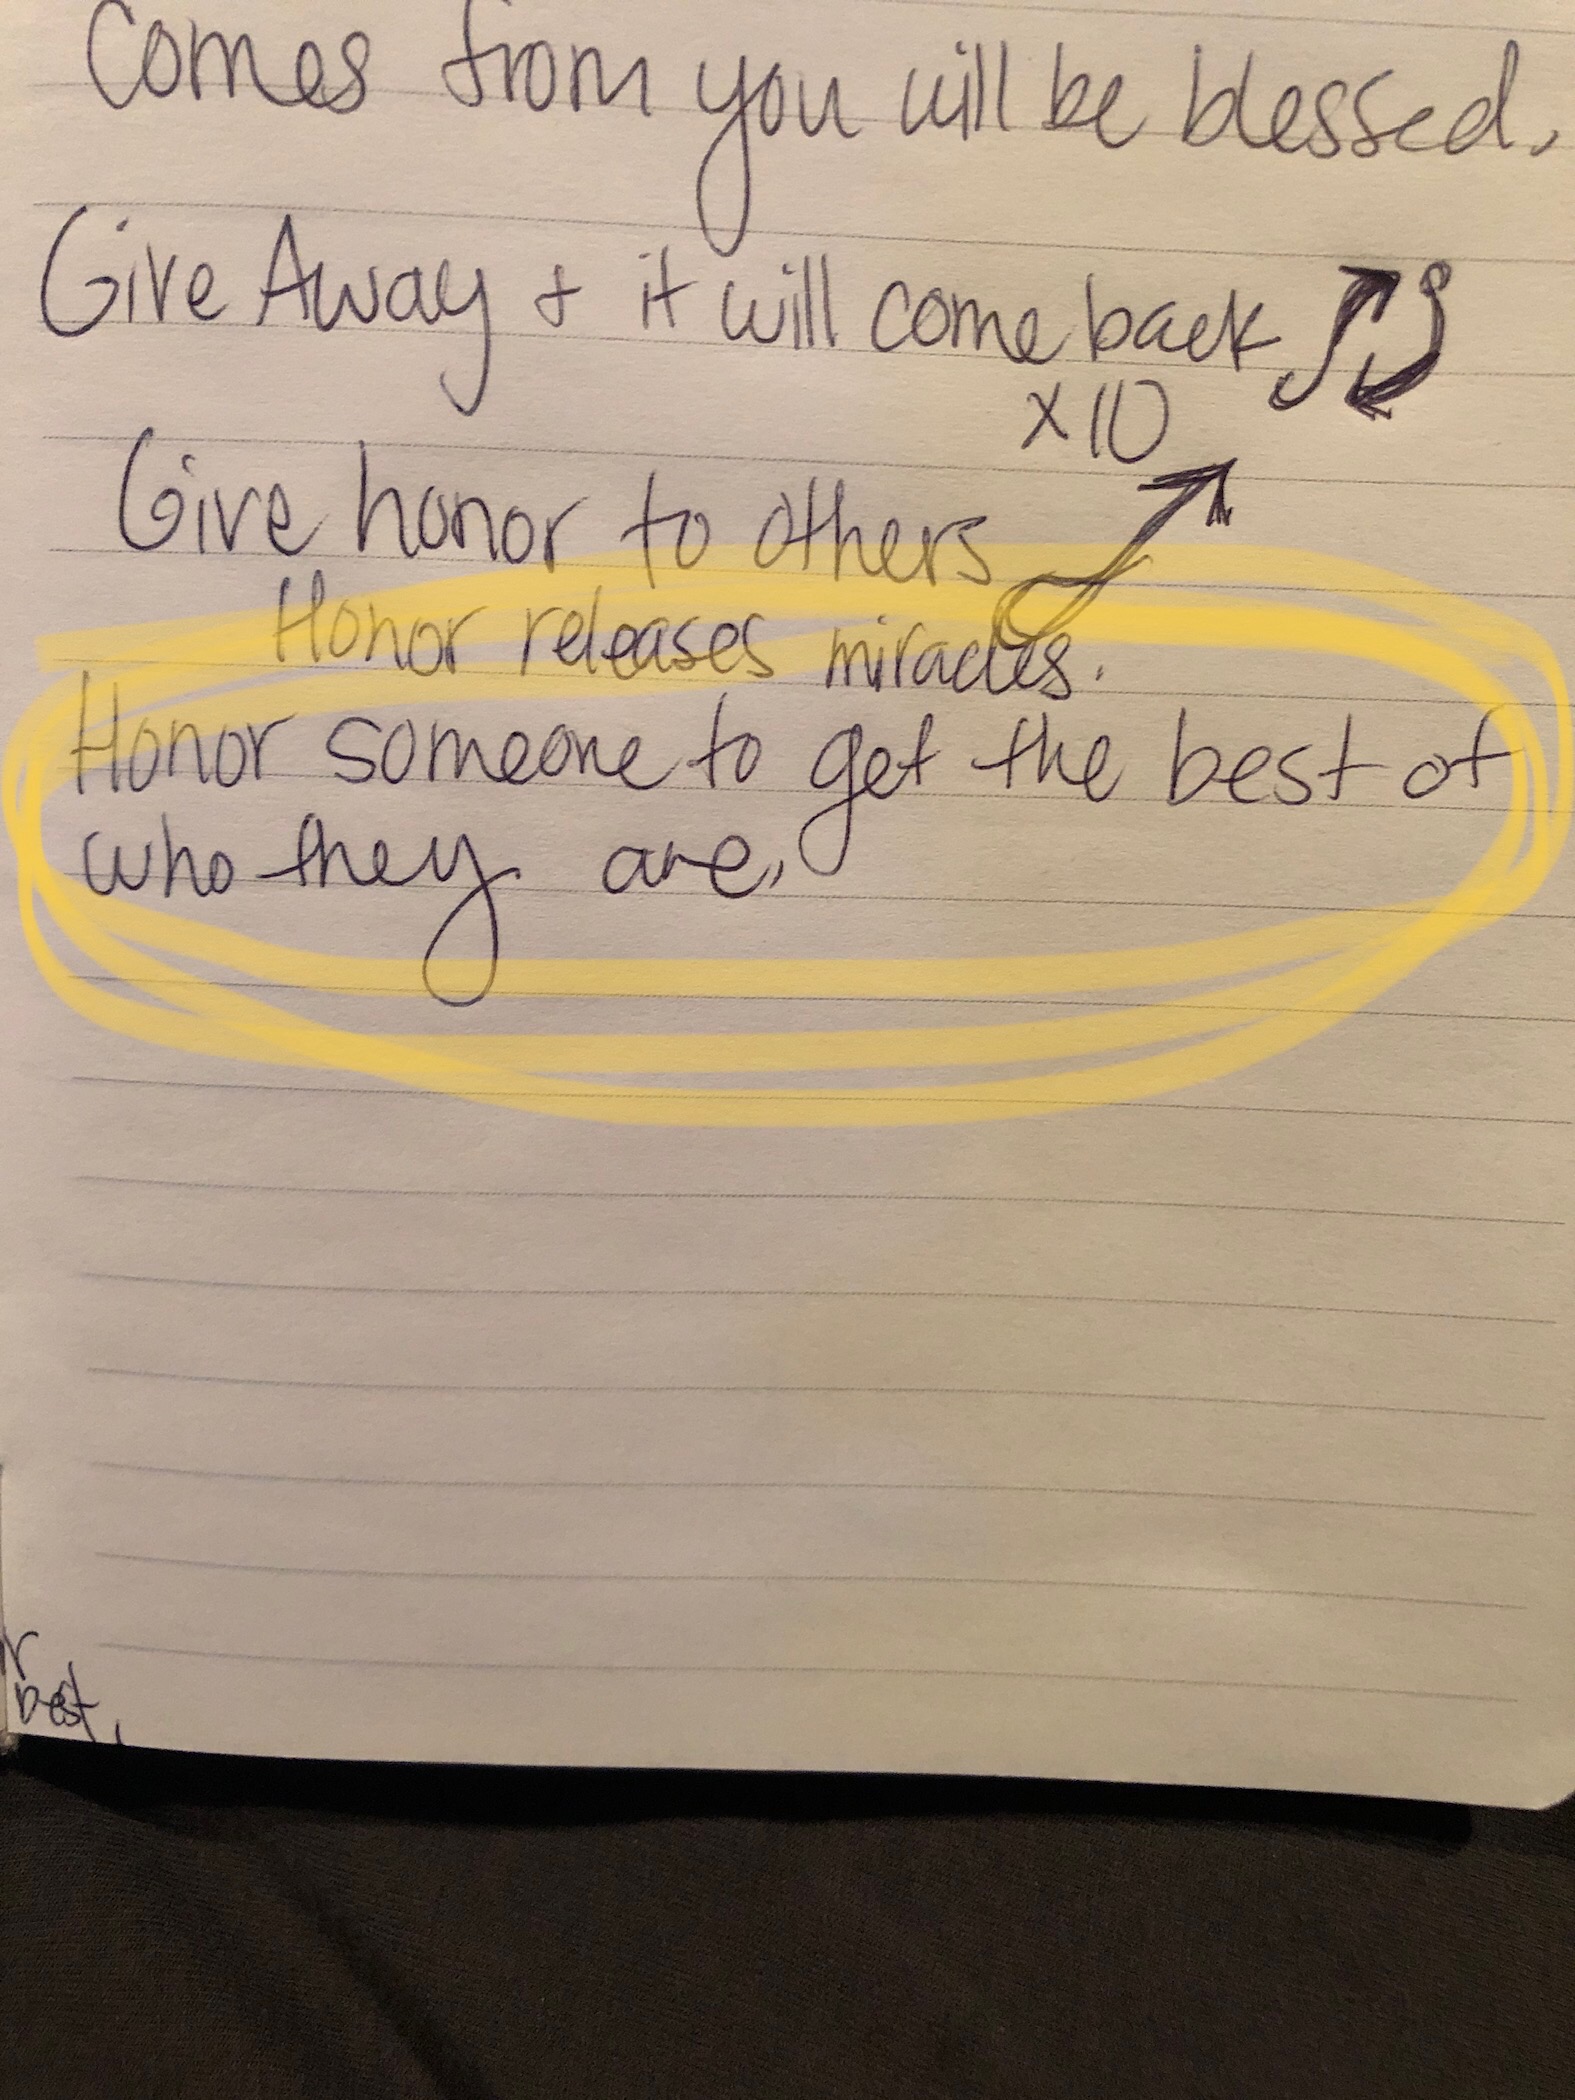 Comes from you will be blessed.
Give Away + it will come back
x10
Give honor to others
Honor releases miracles.
Honor someone to get the best of
who they are.
r
best